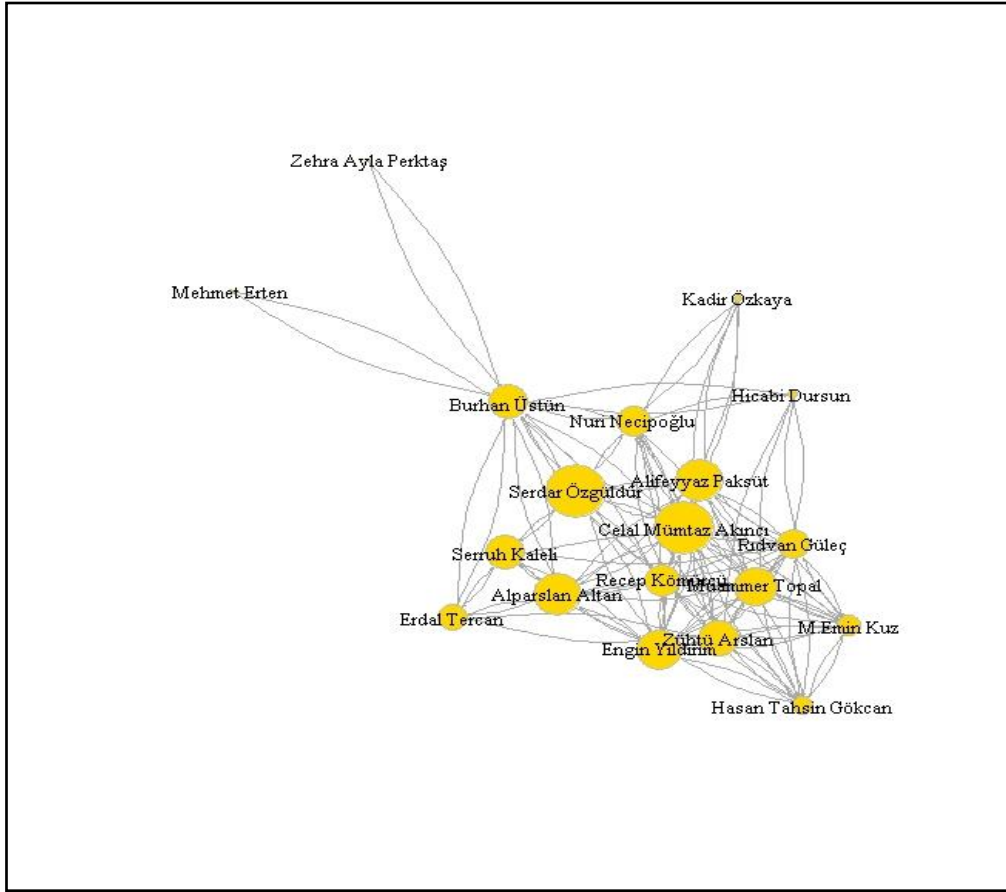 Zehra Ayla Perktaş
Mehmet Erten
Kadir Özkaya
Hicabi Dursun
Burhan Üstün
Nuri Necipoğlu
Serdar Özgüldür
Alifeyyaz Paksüt
Celal Mümtaz Akıncı
Rıdvan Güleç
Serruh Kaleli
Recep Kömürcü
Muammer Topal
Alparslan Altan
Erdal Tercan
M.Emin Kuz
Zühtü Arslan
Engin Yıldırım
Hasan Tahsin Gökcan